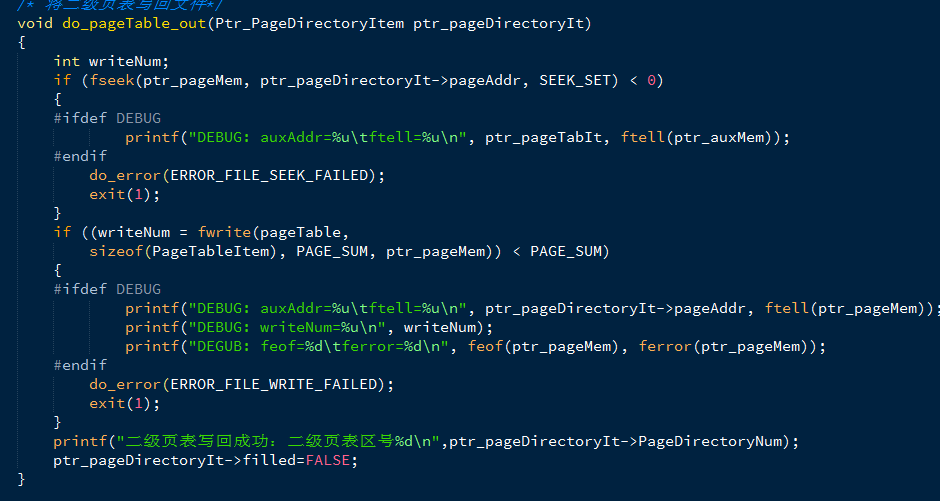 /* 将二级页表写回文件*/
void do_pageTable_out(Ptr_PageDirectoryItem ptr_pageDirectoryIt)
{
    int writeNum;
    if (fseek(ptr_pageMem, ptr_pageDirectoryIt->pageAddr, SEEK_SET) < 0)
    {
    #ifdef DEBUG
            printf("DEBUG: auxAddr=%u\tftell=%u\n", ptr_pageTabIt, ftell(ptr_auxMem));
    #endif
        do_error(ERROR_FILE_SEEK_FAILED);
        exit(1);
    }
    if ((writeNum = fwrite(pageTable,
        sizeof(PageTableItem), PAGE_SUM, ptr_pageMem)) < PAGE_SUM)
    {
    #ifdef DEBUG
            printf("DEBUG: auxAddr=%u\tftell=%u\n", ptr_pageDirectoryIt->pageAddr, ftell(ptr_pageMem));
            printf("DEBUG: writeNum=%u\n", writeNum);
            printf("DEGUB: feof=%d\tferror=%d\n", feof(ptr_pageMem), ferror(ptr_pageMem));
    #endif
        do_error(ERROR_FILE_WRITE_FAILED);
        exit(1);
    }
    printf("二级页表写回成功: 二级页表区号%d\n",ptr_pageDirectoryIt->PageDirectoryNum);
    ptr_pageDirectoryIt->filled=FALSE;
}